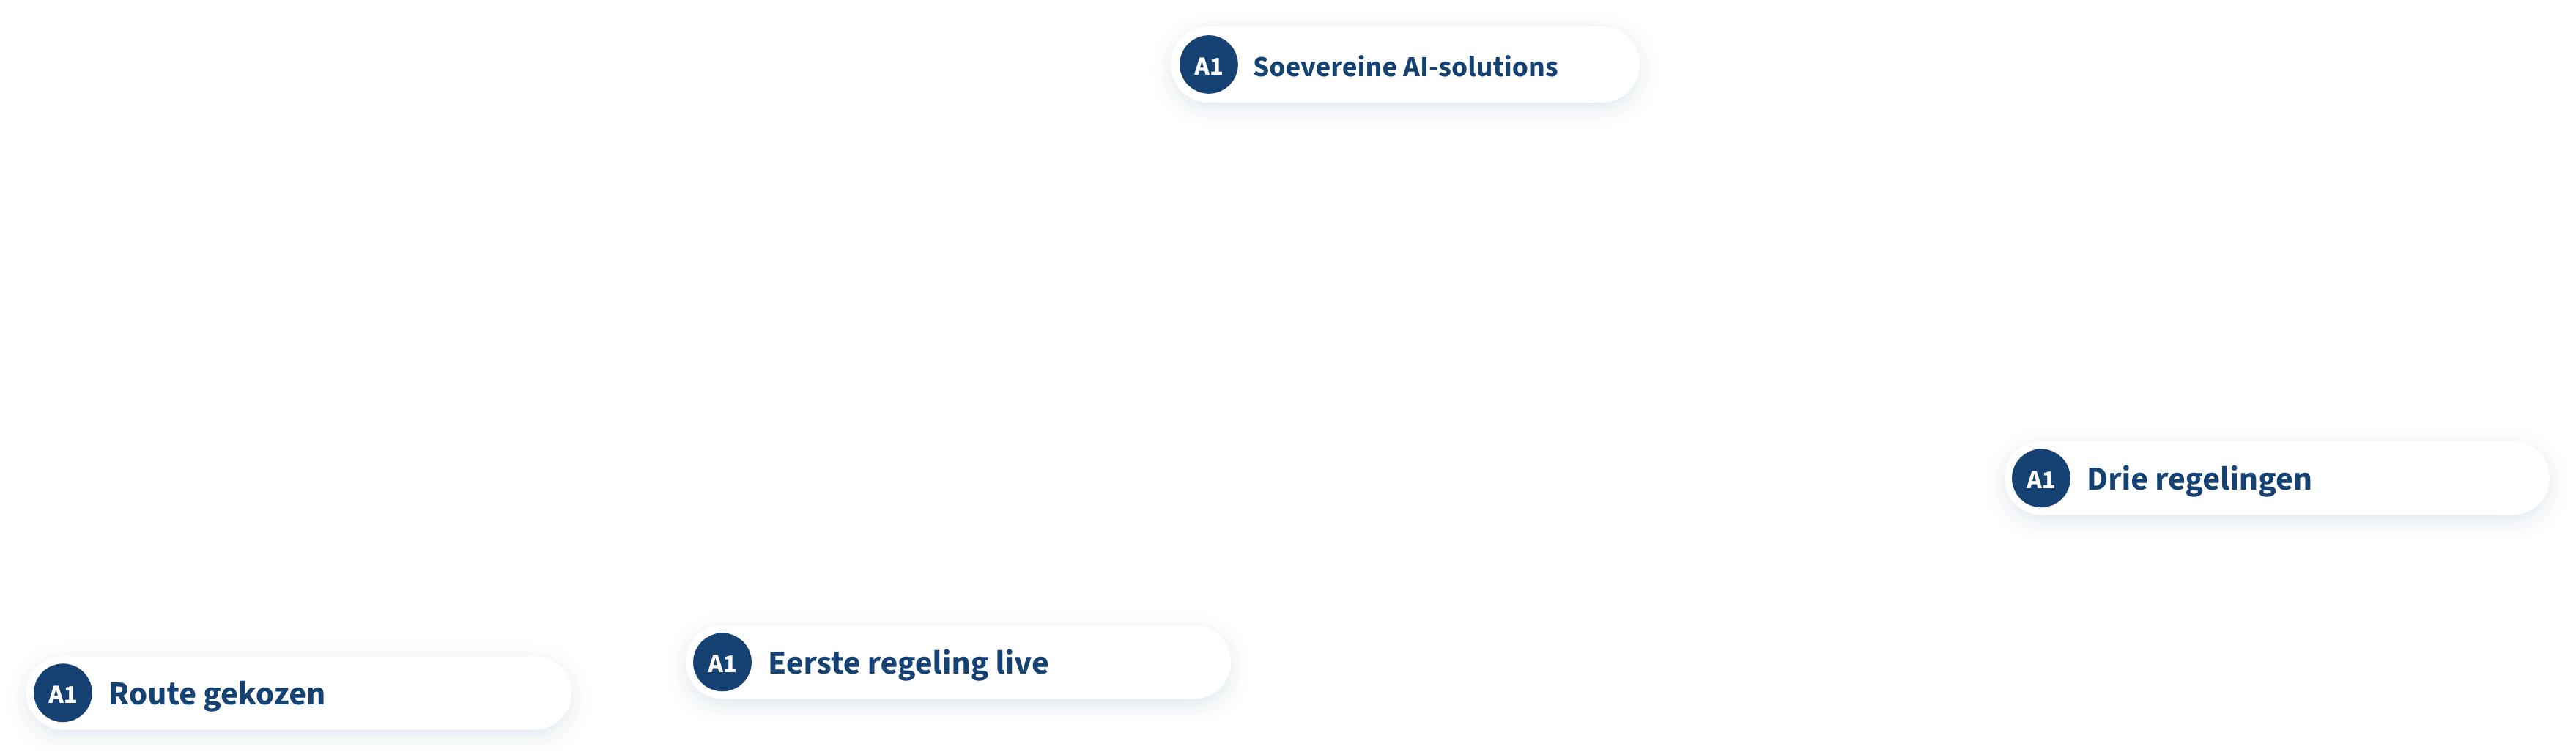 A1 Soevereine AI-solutions
A1 Drie regelingen
A1 Eerste regeling live
A1 Route gekozen